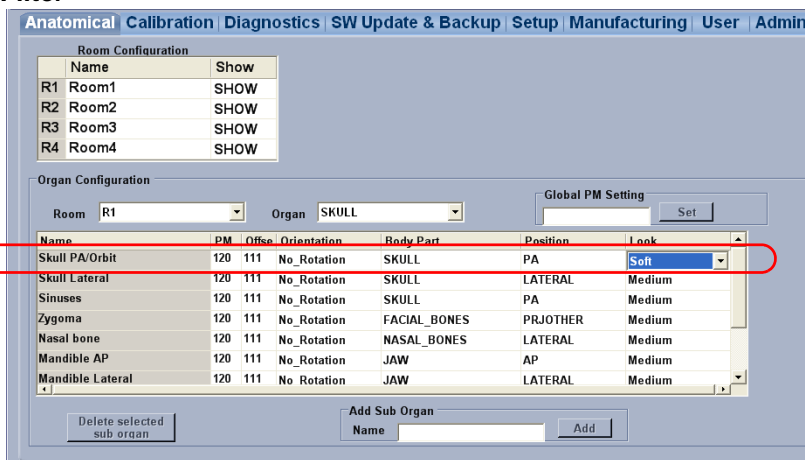 Anatomical Calibration | Diagnostics | SW Update & Backup | Setup | Manufacturing | User | Admin
Room Configuration
Name Show
R1 Room1 SHOW
R2 Room2 SHOW
R3 Room3 SHOW
R4 Room4 SHOW
Organ Configuration
Global PM Setting
Room R1 Organ SKULL Set
Name PM Offse Orientation Body Part Position Look
Skull PA/Orbit 120 111 No_Rotation SKULL PA Soft
Skull Lateral 120 111 No_Rotation SKULL LATERAL Medium
Sinuses 120 111 No_Rotation SKULL PA Medium
Zygoma 120 111 No_Rotation FACIAL_BONES PRJOTHER Medium
Nasal bone 120 111 No_Rotation NASAL_BONES LATERAL Medium
Mandible AP 120 111 No_Rotation JAW AP Medium
Mandible Lateral 120 111 No_Rotation JAW LATERAL Medium
Add Sub Organ
Delete selected
sub organ
Name Add